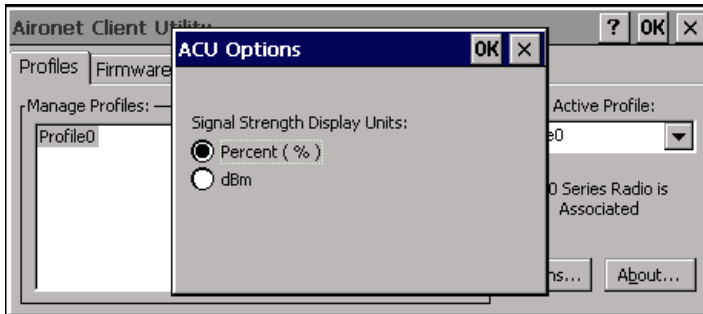 Aironet Client Utility
? OK ×
ACU Options
OK ×
Profiles
Firmware
Manage Profiles:
Profile0
Signal Strength Display Units:
Percent ( % )
dBm
Active Profile:
e0
0 Series Radio is
Associated
ns...
About...